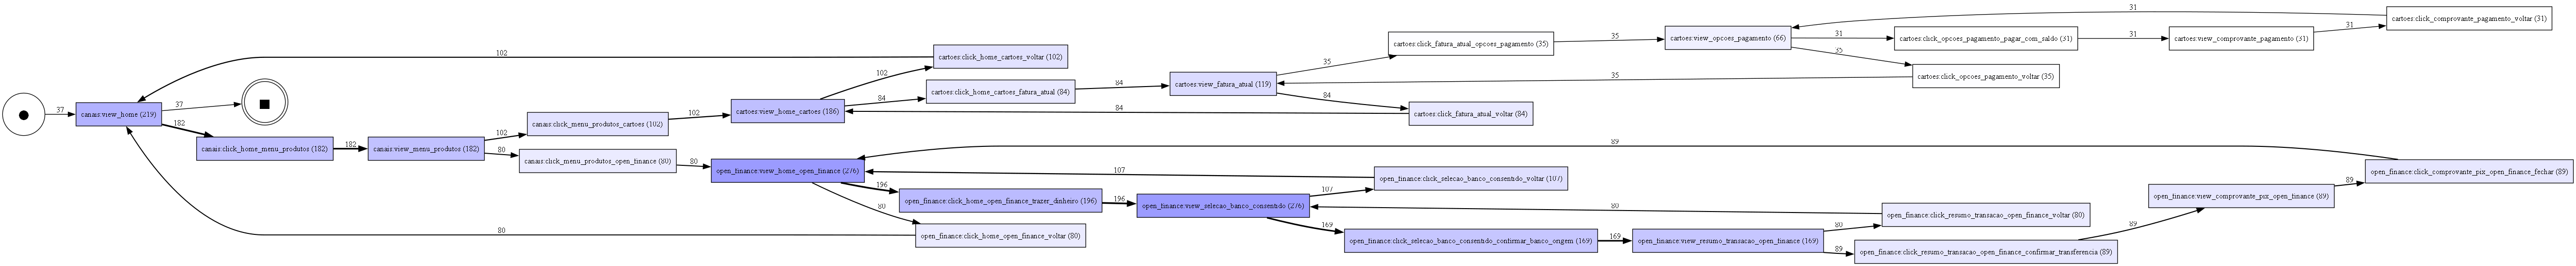 37
canais:view_home (219)
37
182
canais:click_home_menu_produtos (182)
182
canais:view_menu_produtos (182)
102
canais:click_menu_produtos_cartoes (102)
102
80
canais:click_menu_produtos_open_finance (80)
80
cartoes:view_home_cartoes (186)
102
cartoes:click_home_cartoes_voltar (102)
102
84
cartoes:click_home_cartoes_fatura_atual (84)
84
cartoes:view_fatura_atual (119)
35
cartoes:click_fatura_atual_opcoes_pagamento (35)
35
cartoes:view_opcoes_pagamento (66)
31
cartoes:click_opcoes_pagamento_pagar_com_saldo (31)
31
cartoes:view_comprovante_pagamento (31)
31
cartoes:click_comprovante_pagamento_voltar (31)
31
35
cartoes:click_opcoes_pagamento_voltar (35)
35
84
cartoes:click_fatura_atual_voltar (84)
84
open_finance:view_home_open_finance (276)
196
open_finance:click_home_open_finance_trazer_dinheiro (196)
196
80
open_finance:click_home_open_finance_voltar (80)
80
open_finance:view_selecao_banco_consentido (276)
107
open_finance:click_selecao_banco_consentido_voltar (107)
107
169
open_finance:click_selecao_banco_consentido_confirmar_banco_origem (169)
169
open_finance:view_resumo_transacao_open_finance (169)
80
open_finance:click_resumo_transacao_open_finance_voltar (80)
80
89
open_finance:click_resumo_transacao_open_finance_confirmar_transferencia (89)
89
open_finance:view_comprovante_pix_open_finance (89)
89
open_finance:click_comprovante_pix_open_finance_fechar (89)
89